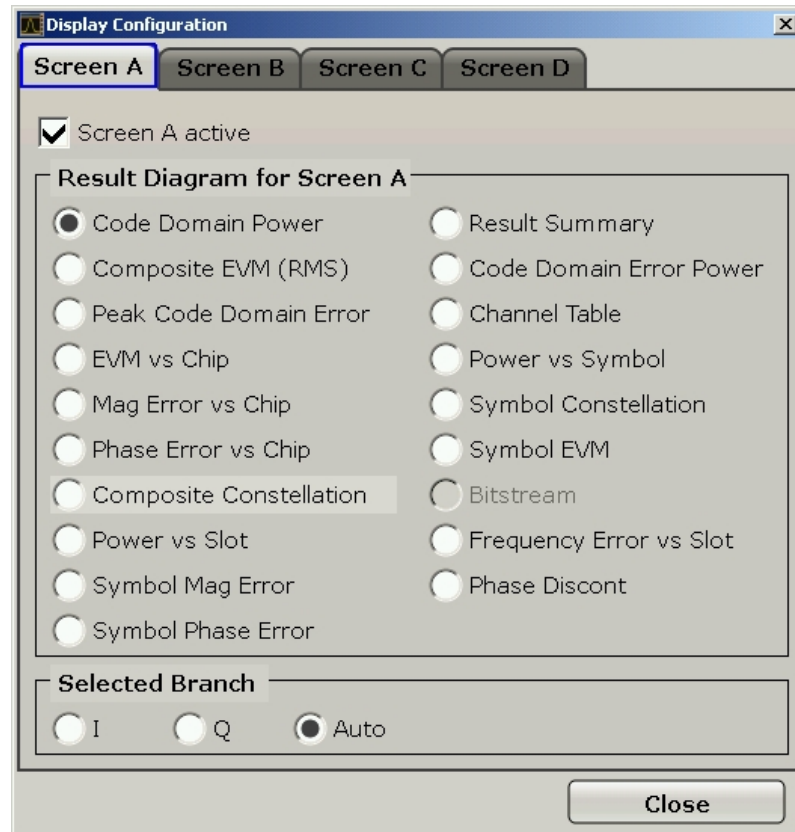 Display Configuration
Screen A Screen B Screen C Screen D
Screen A active
Result Diagram for Screen A
Code Domain Power
Composite EVM (RMS)
Peak Code Domain Error
EVM vs Chip
Mag Error vs Chip
Phase Error vs Chip
Composite Constellation
Power vs Slot
Symbol Mag Error
Symbol Phase Error
Result Summary
Code Domain Error Power
Channel Table
Power vs Symbol
Symbol Constellation
Symbol EVM
Bitstream
Frequency Error vs Slot
Phase Discont
Selected Branch
I Q Auto
Close